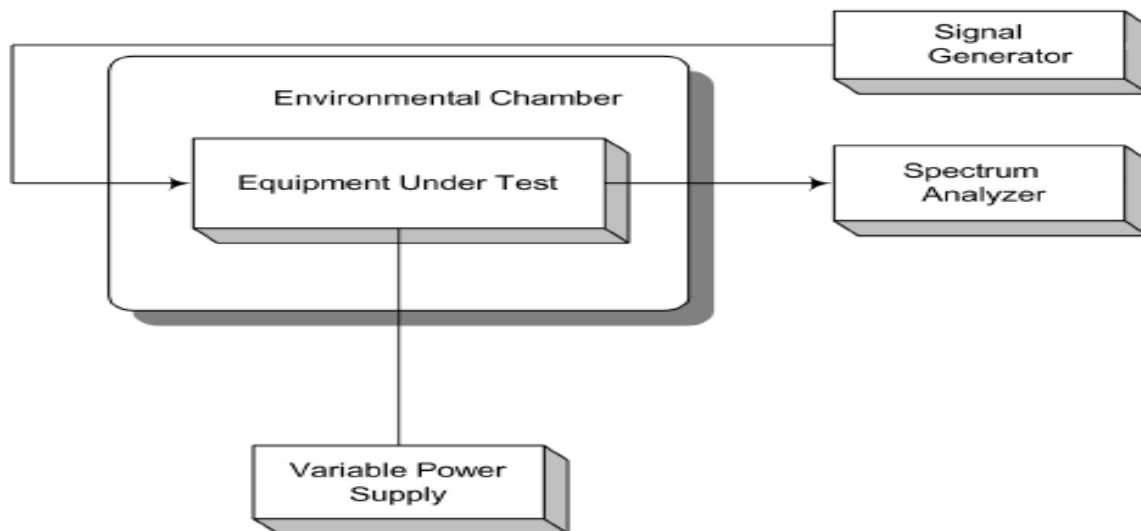 Signal
Generator
Environmental Chamber
Equipment Under Test
Spectrum
Analyzer
Variable Power
Supply